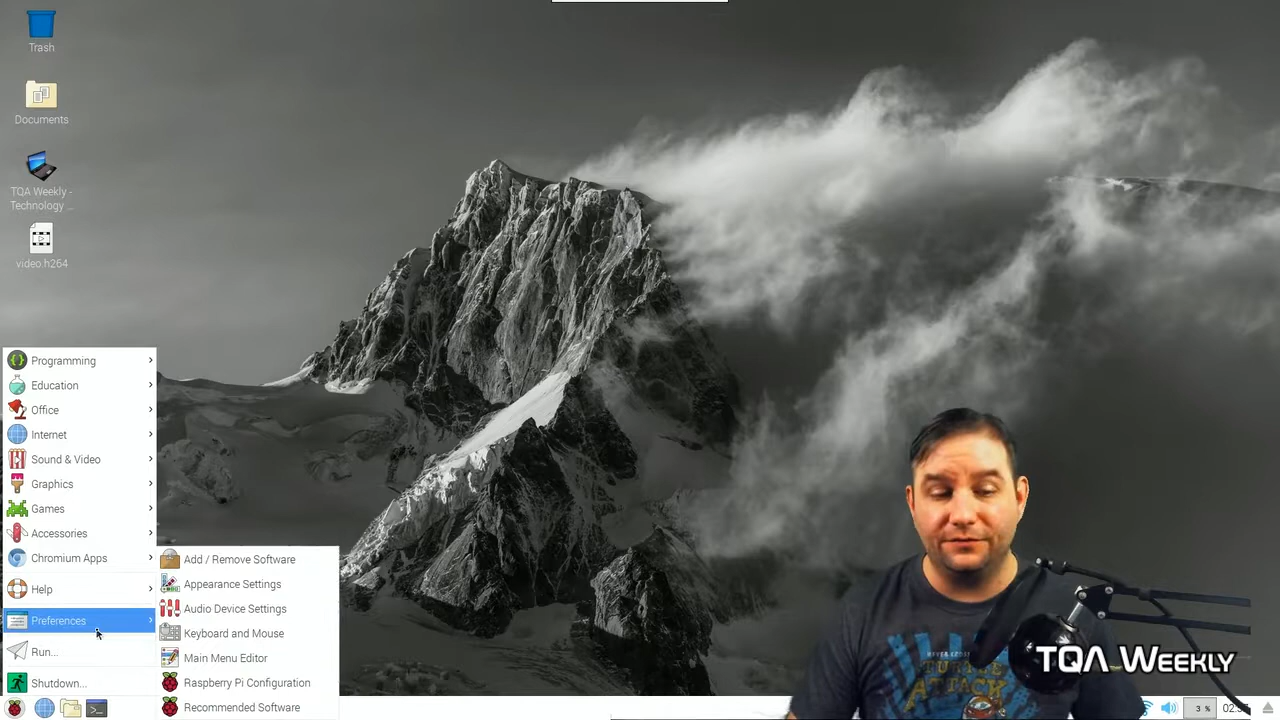 Trash
Documents
TQA Weekly -
Technology ...
video.h264
Programming
Education
Office
Internet
Sound & Video
Graphics
Games
Accessories
Chromium Apps
Help
Preferences
Run...
Shutdown...
Add / Remove Software
Appearance Settings
Audio Device Settings
Keyboard and Mouse
Main Menu Editor
Raspberry Pi Configuration
Recommended Software
TURTLE
ATTACK
TQA WEEKLY
3 %